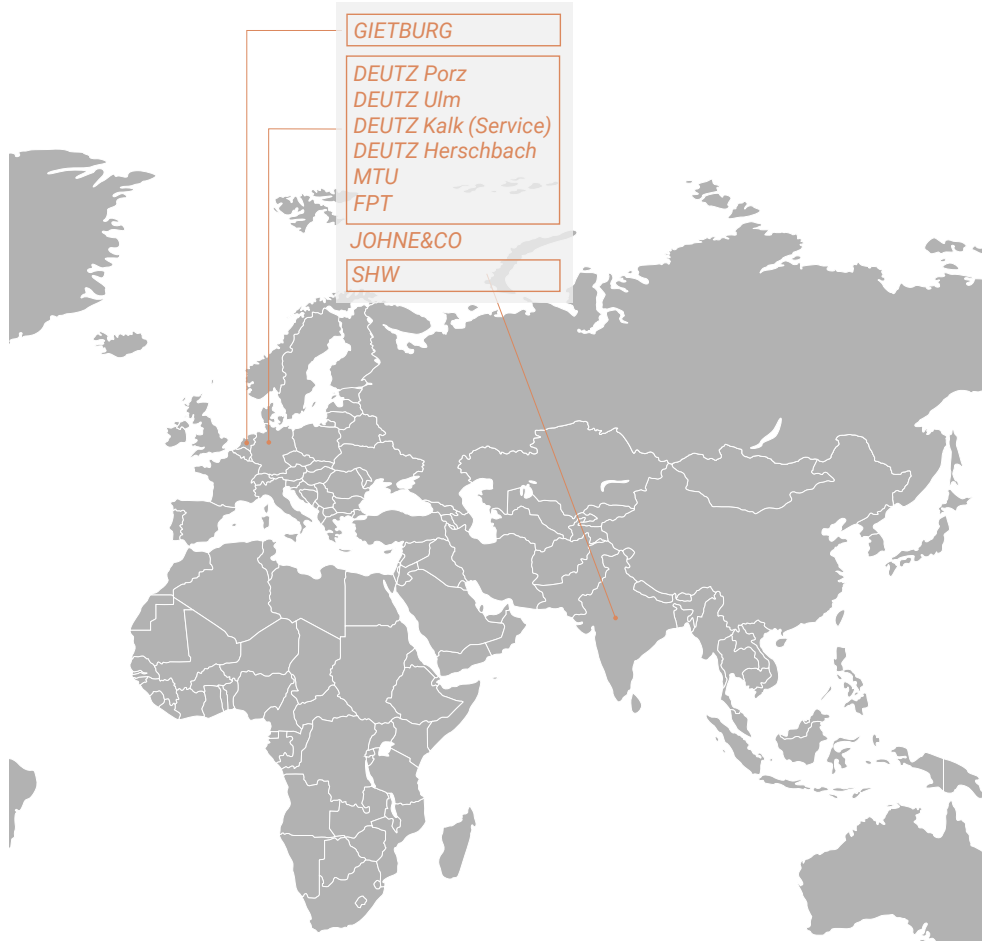 GIETBURG
DEUTZ Porz
DEUTZ Ulm
DEUTZ Kalk (Service)
DEUTZ Herschbach
MTU
FPT
JOHNE&CO
SHW